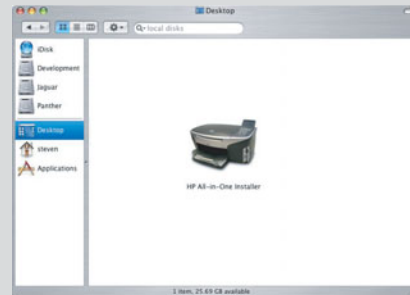 Desktop
local disks
iDisk
Development
Jaguar
Panther
Desktop
steven
Applications
HP All-in-One Installer
1 item, 25.69 GB available